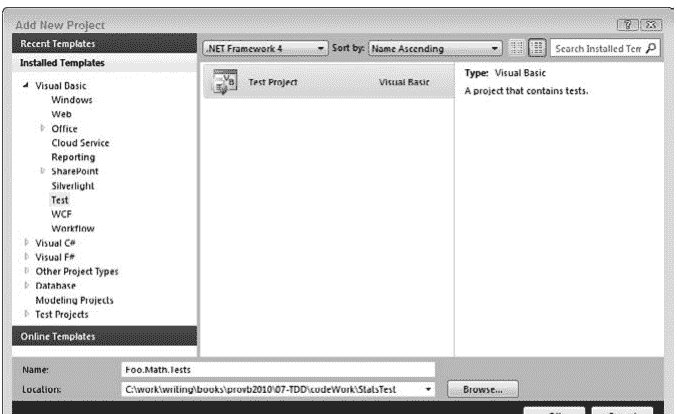 Add New Project
Recent Templates
Installed Templates
Visual Basic
Windows
Web
Office
Cloud Service
Reporting
SharePoint
Silverlight
Test
WCF
Workflow
Visual C#
Visual F#
Other Project Types
Database
Modeling Projects
Test Projects
Online Templates
.NET Framework 4
Sort by: Name Ascending
Search Installed Tem
Test Project Visual Basic
Type: Visual Basic
A project that contains tests.
Name: Foo.Math.Tests
Location: C:\work\writing\books\provb2010\07-TDD\codeWork\StatsTest
Browse...